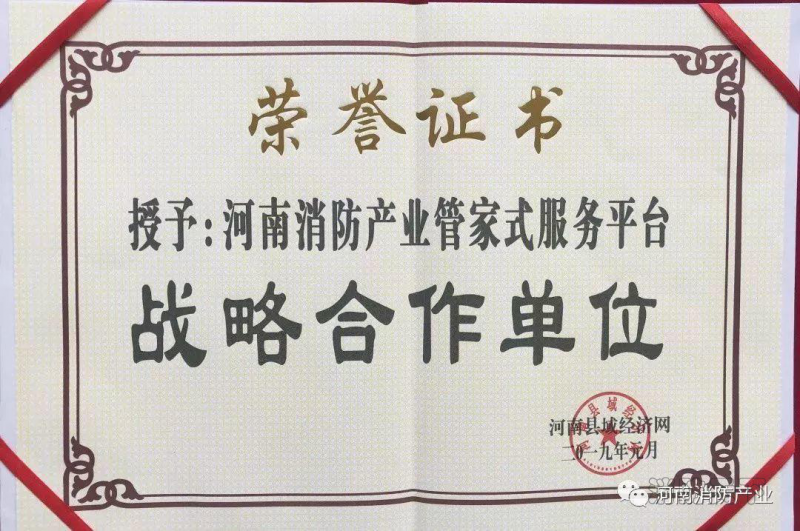 荣誉证书
授予:河南消防产业管家式服务平台
战略合作单位
河南县域经济网
二〇一九年元月
河南消防产业